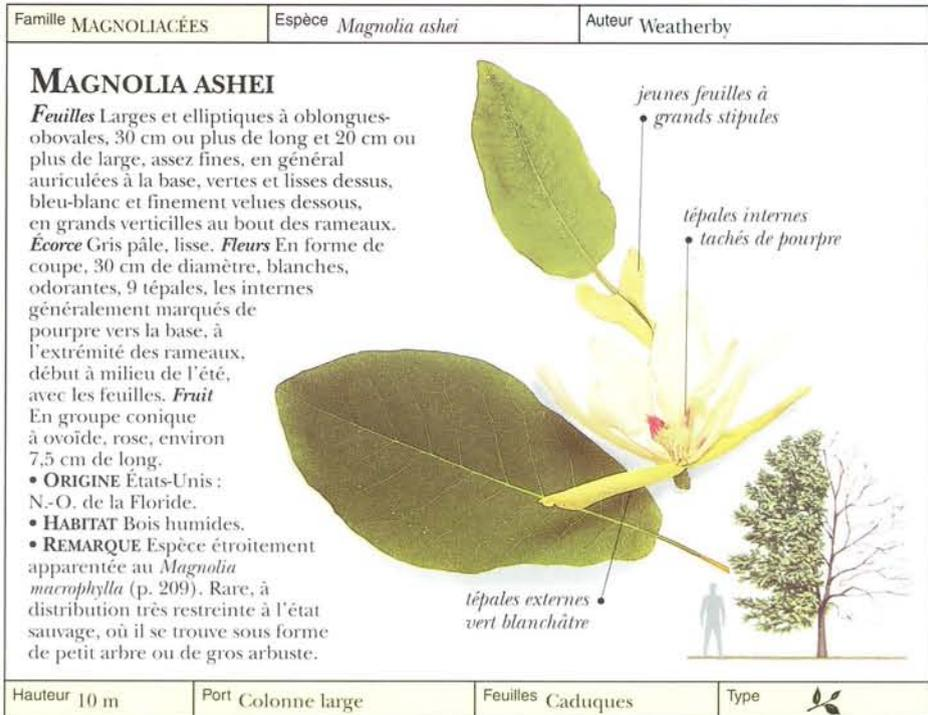 Famille MAGNOLIACÉES
Espèce Magnolia ashei
Auteur Weatherby
MAGNOLIA ASHEI
Feuilles Larges et elliptiques à oblongues-
obovales, 30 cm ou plus de long et 20 cm ou
plus de large, assez fines, en général
auriculées à la base, vertes et lisses dessus,
bleu-blanc et finement velues dessous,
en grands verticilles au bout des rameaux.
Écorce Gris pâle, lisse. Fleurs En forme de
coupe, 30 cm de diamètre, blanches,
odorantes, 9 tépales, les internes
généralement marqués de
pourpre vers la base, à
l'extrémité des rameaux,
début à milieu de l'été,
avec les feuilles. Fruit
En groupe conique
à ovoïde, rose, environ
7,5 cm de long.
• ORIGINE États-Unis :
N.-O. de la Floride.
• HABITAT Bois humides.
• REMARQUE Espèce étroitement
apparentée au Magnolia
macrophylla (p. 209). Rare, à
distribution très restreinte à l'état
sauvage, où il se trouve sous forme
de petit arbre ou de gros arbuste.
jeunes feuilles à
• grands stipules
tépales internes
• tachés de pourpre
tépales externes •
vert blanchâtre
Hauteur 10 m
Port Colonne large
Feuilles Caduques
Type